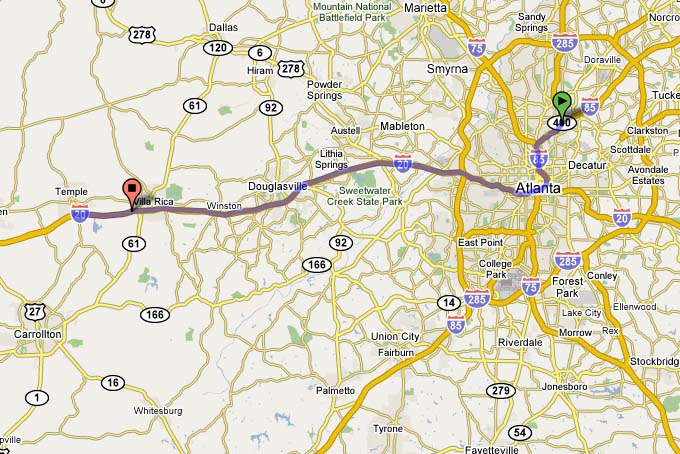 Mountain National
Battlefield Park
Marietta
Sandy
Springs
Norcro
Dallas
278
6
75
285
Doraville
120
278
Hiram
Smyrna
61
92
Powder
Springs
400
85
Tucke
Austell
Mableton
Clarkston
Scottdale
Lithia
Springs
20
85
Decatur
Avondale
Estates
Temple
Villa Rica
Winston
Douglasville
Sweetwater
Creek State Park
Atlanta
20
20
61
92
East Point
166
College
Park
285
Conley
27
166
14
285
75
Forest
Park
Ellenwood
Carrollton
85
Lake City
Union City
Morrow
Rex
Riverdale
Fairburn
Stockbridg
16
Palmetto
279
Jonesboro
1
Whitesburg
54
pville
Tyrone
Fayetteville